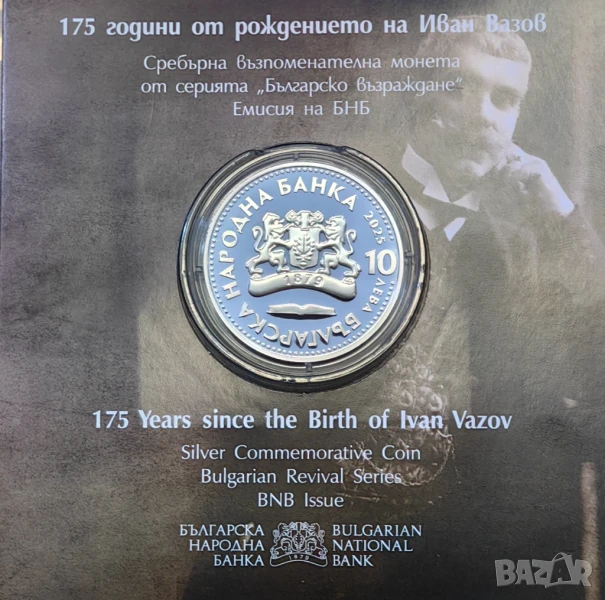 175 години от рождението на Иван Вазов
Сребърна възпоменателна монета
от серията „Българско възраждане“
Емисия на БНБ
БЪЛГАРСКА НАРОДНА БАНКА
2025
10
ЛЕВА
1879
175 Years since the Birth of Ivan Vazov
Silver Commemorative Coin
Bulgarian Revival Series
BNB Issue
БЪЛГАРСКА
НАРОДНА
БАНКА
1879
BULGARIAN
NATIONAL
BANK
BAZAR